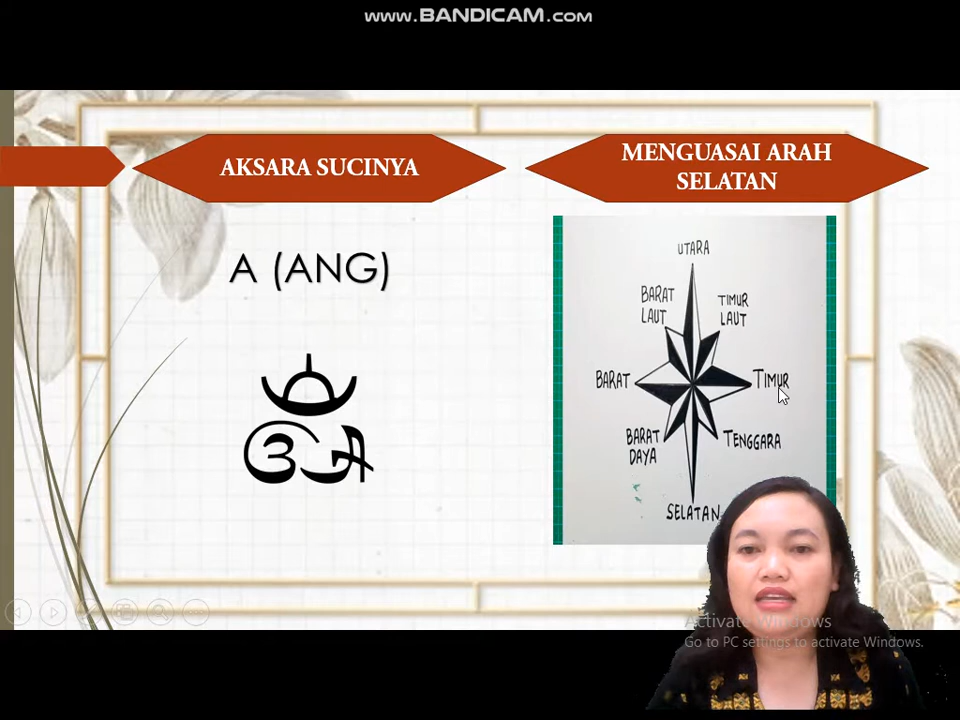 www.BANDICAM.com
AKSARA SUCINYA
MENGUASAI ARAH
SELATAN
A (ANG)
UTARA
BARAT
LAUT
TIMUR
LAUT
BARAT
TIMUR
BARAT
DAYA
TENGGARA
SELATAN
Activate Windows
Go to PC settings to activate Windows.